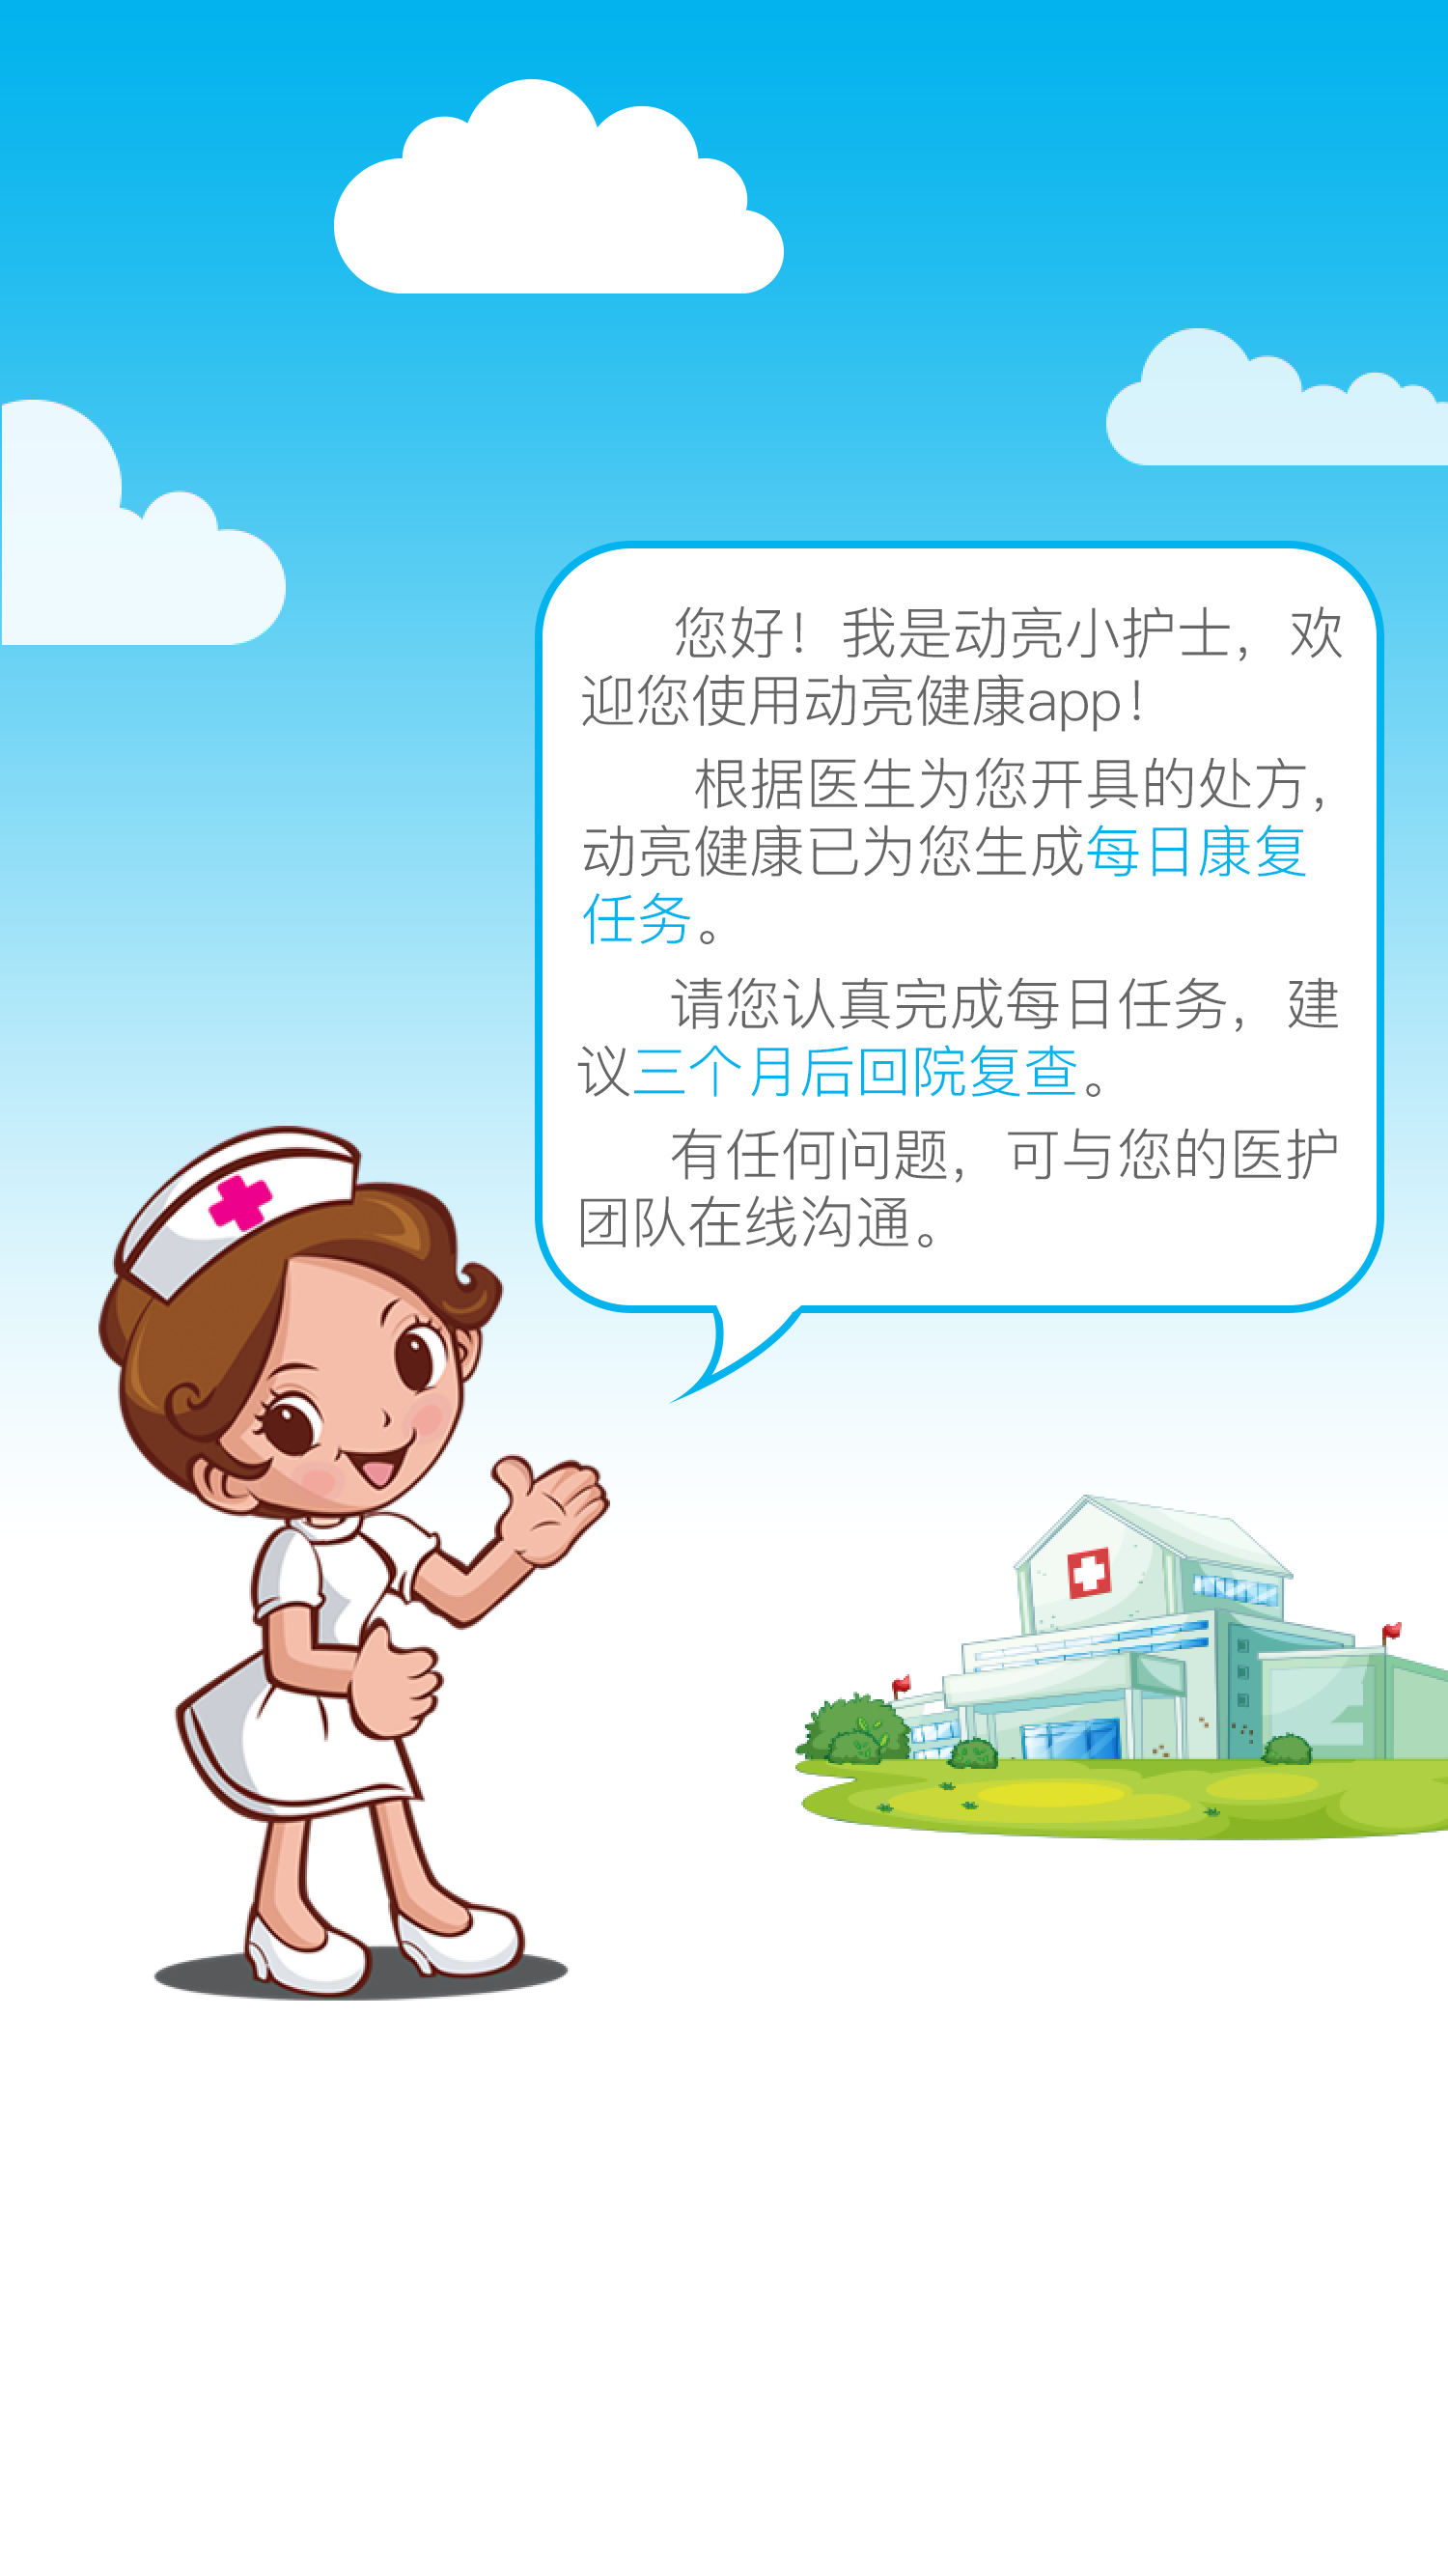 您好！我是动亮小护士，欢
迎您使用动亮健康app！
根据医生为您开具的处方，
动亮健康已为您生成每日康复
任务。
请您认真完成每日任务，建
议三个月后回院复查。
有任何问题，可与您的医护
团队在线沟通。